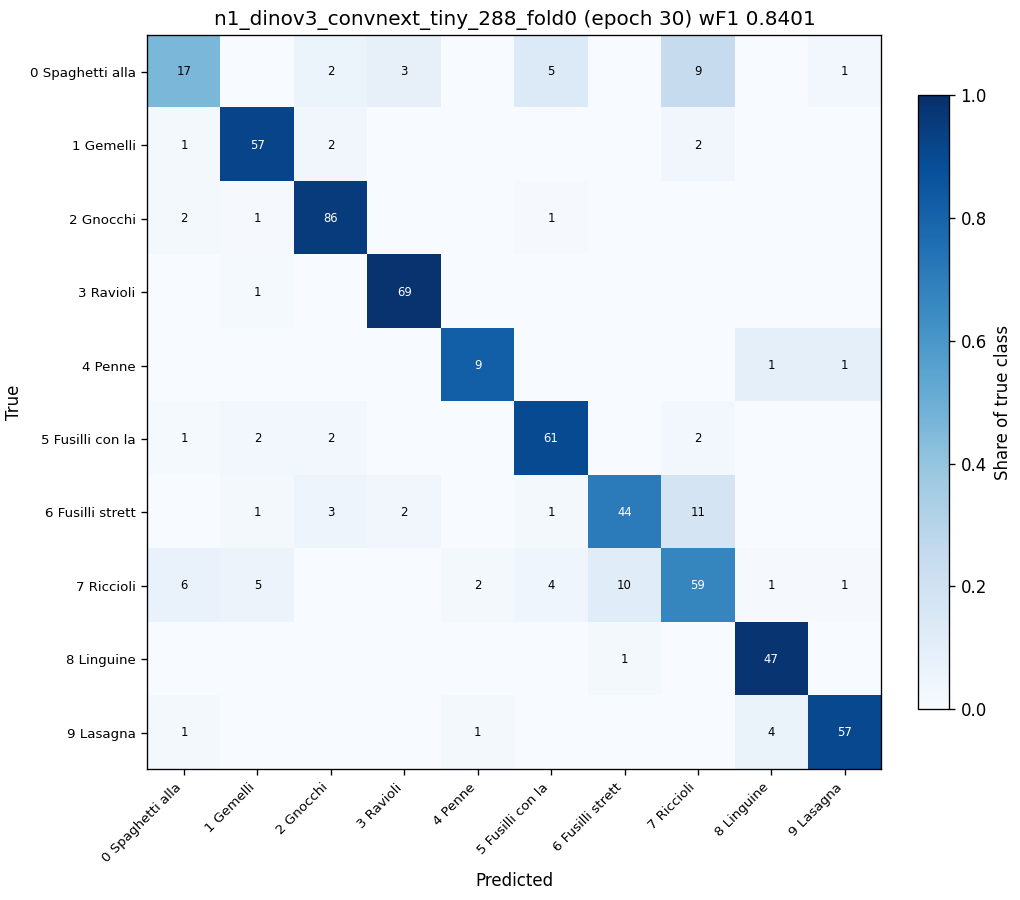 n1_dinov3_convnext_tiny_288_fold0 (epoch 30) wF1 0.8401
0 Spaghetti alla 17 2 3 5 9 1
1 Gemelli 1 57 2 2
2 Gnocchi 2 1 86 1
3 Ravioli 1 69
4 Penne 9 1 1
5 Fusilli con la 1 2 2 61 2
6 Fusilli strett 1 3 2 1 44 11
7 Riccioli 6 5 2 4 10 59 1 1
8 Linguine 1 47
9 Lasagna 1 1 4 57
True
0 Spaghetti alla
1 Gemelli
2 Gnocchi
3 Ravioli
4 Penne
5 Fusilli con la
6 Fusilli strett
7 Riccioli
8 Linguine
9 Lasagna
Predicted
1.0
0.8
0.6
0.4
0.2
0.0
Share of true class